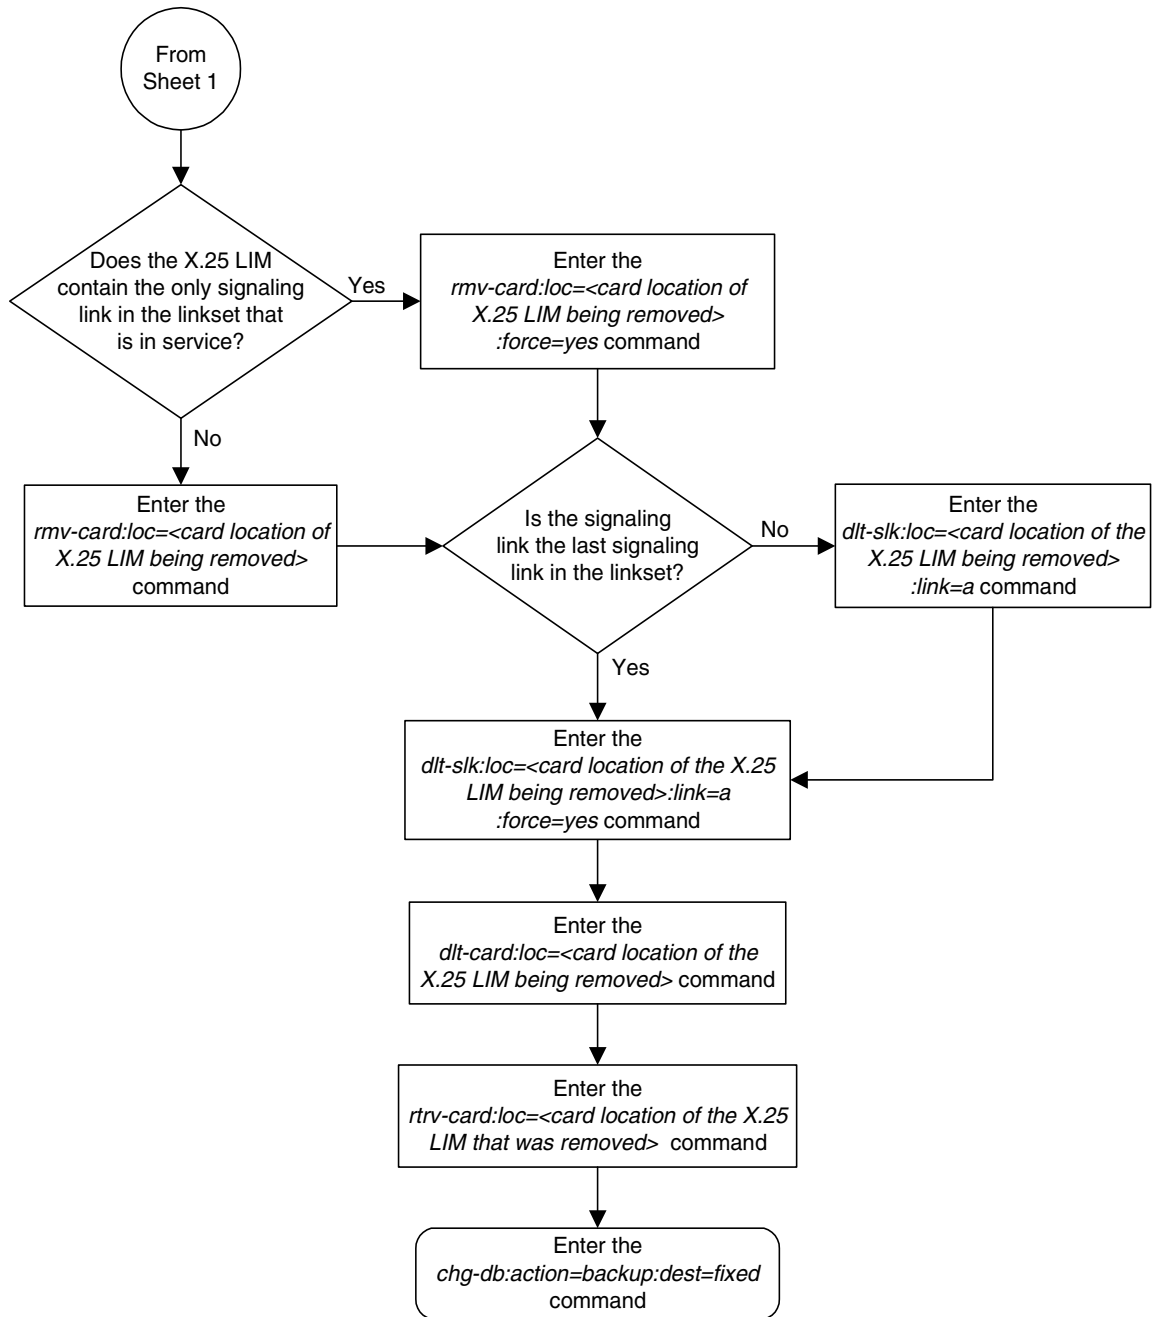 From
Sheet 1
Does the X.25 LIM
contain the only signaling
link in the linkset that
is in service?
Yes
Enter the
rmv-card:loc=<card location of
X.25 LIM being removed>
:force=yes command
No
Enter the
rmv-card:loc=<card location of
X.25 LIM being removed>
command
Is the signaling
link the last signaling
link in the linkset?
No
Enter the
dlt-slk:loc=<card location of the
X.25 LIM being removed>
:link=a command
Yes
Enter the
dlt-slk:loc=<card location of the X.25
LIM being removed>:link=a
:force=yes command
Enter the
dlt-card:loc=<card location of the
X.25 LIM being removed> command
Enter the
rtrv-card:loc=<card location of the X.25
LIM that was removed> command
Enter the
chg-db:action=backup:dest=fixed
command